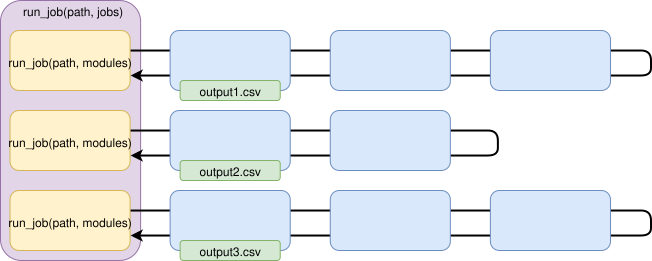 run_job(path, jobs)
run_job(path, modules)
output1.csv
run_job(path, modules)
output2.csv
run_job(path, modules)
output3.csv